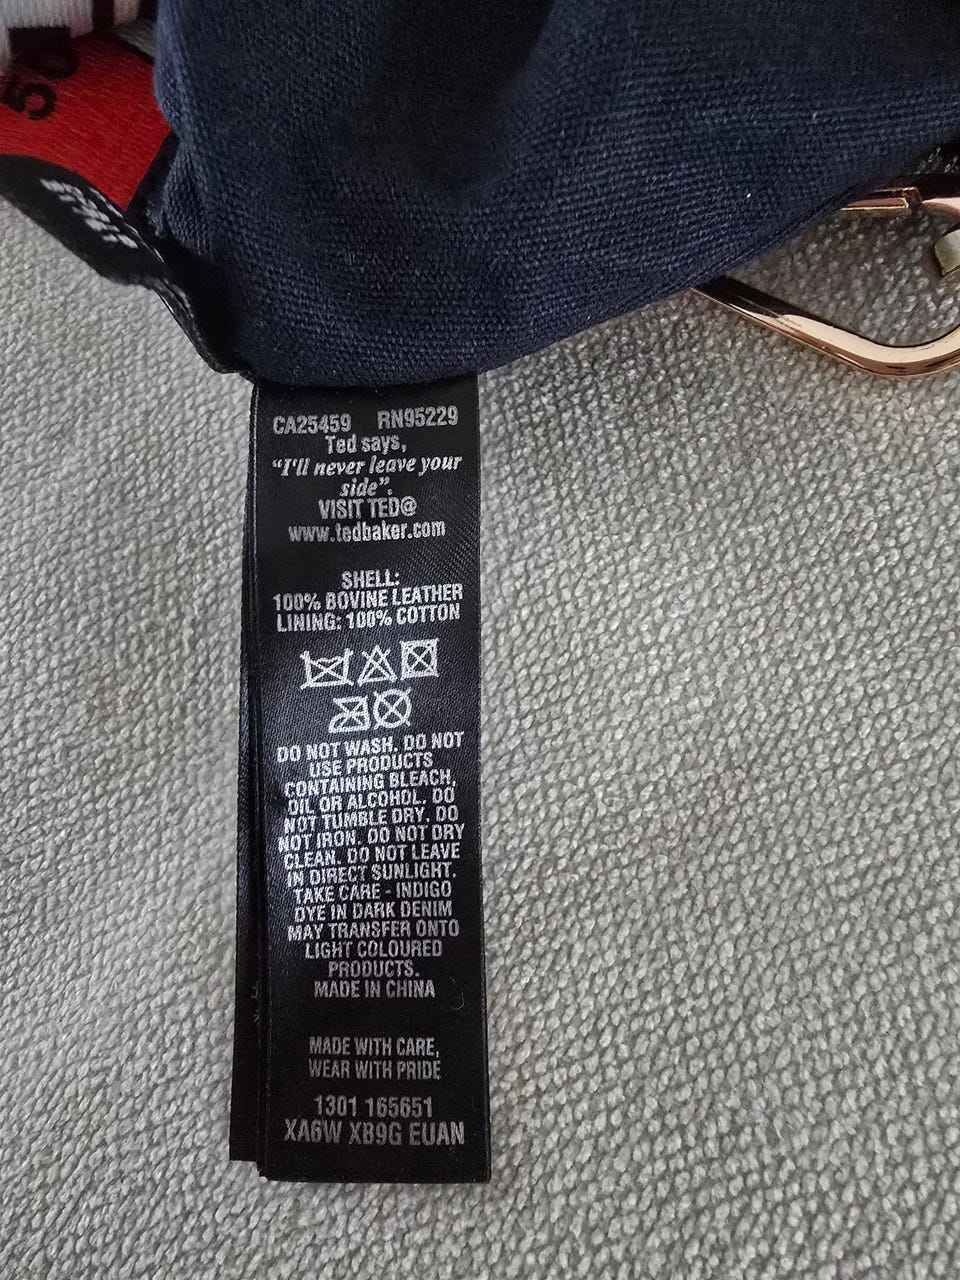 50
CA25459 RN95229
Ted says,
“I'll never leave your
side”.
VISIT TED@
www.tedbaker.com
SHELL:
100% BOVINE LEATHER
LINING: 100% COTTON
DO NOT WASH. DO NOT
USE PRODUCTS
CONTAINING BLEACH,
OIL OR ALCOHOL. DO
NOT TUMBLE DRY. DO
NOT IRON. DO NOT DRY
CLEAN. DO NOT LEAVE
IN DIRECT SUNLIGHT.
TAKE CARE - INDIGO
DYE IN DARK DENIM
MAY TRANSFER ONTO
LIGHT COLOURED
PRODUCTS.
MADE IN CHINA
MADE WITH CARE,
WEAR WITH PRIDE
1301 165651
XA6W XB9G EUAN